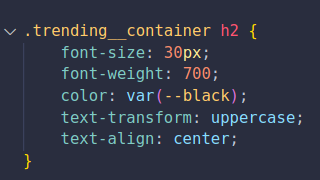 .trending__container h2 {
    font-size: 30px;
    font-weight: 700;
    color: var(--black);
    text-transform: uppercase;
    text-align: center;
}